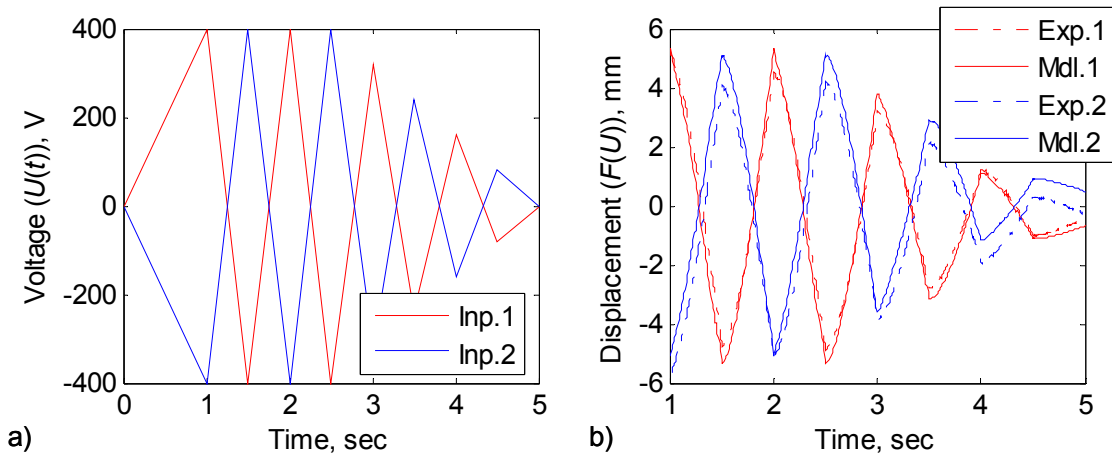 400
200
0
-200
-400
Voltage (U(t)), V
0
1
2
3
4
5
Time, sec
Inp.1
Inp.2
a)
6
4
2
0
-2
-4
-6
Displacement (F(U)), mm
1
2
3
4
5
Time, sec
Exp.1
Mdl.1
Exp.2
Mdl.2
b)